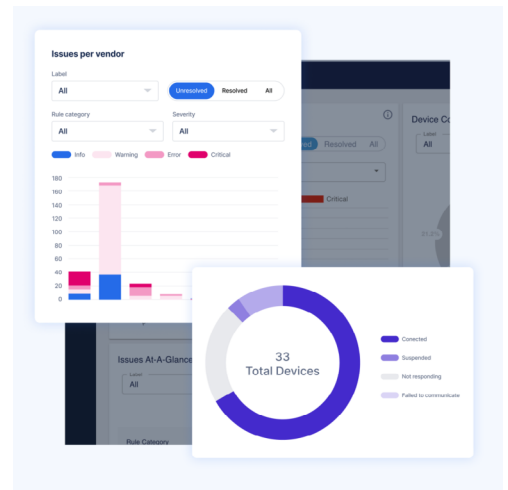 Issues per vendor
Label
All
Unresolved Resolved All
Rule category Severity
All All
Info Warning Error Critical
180
160
140
120
100
80
60
40
20
0
Device Co
Label
All
Resolved All
Critical
Issues At-A-Glance
Label
All
Rule Category
33
Total Devices
Corrected
Suspended
Not responding
Failed to communicate